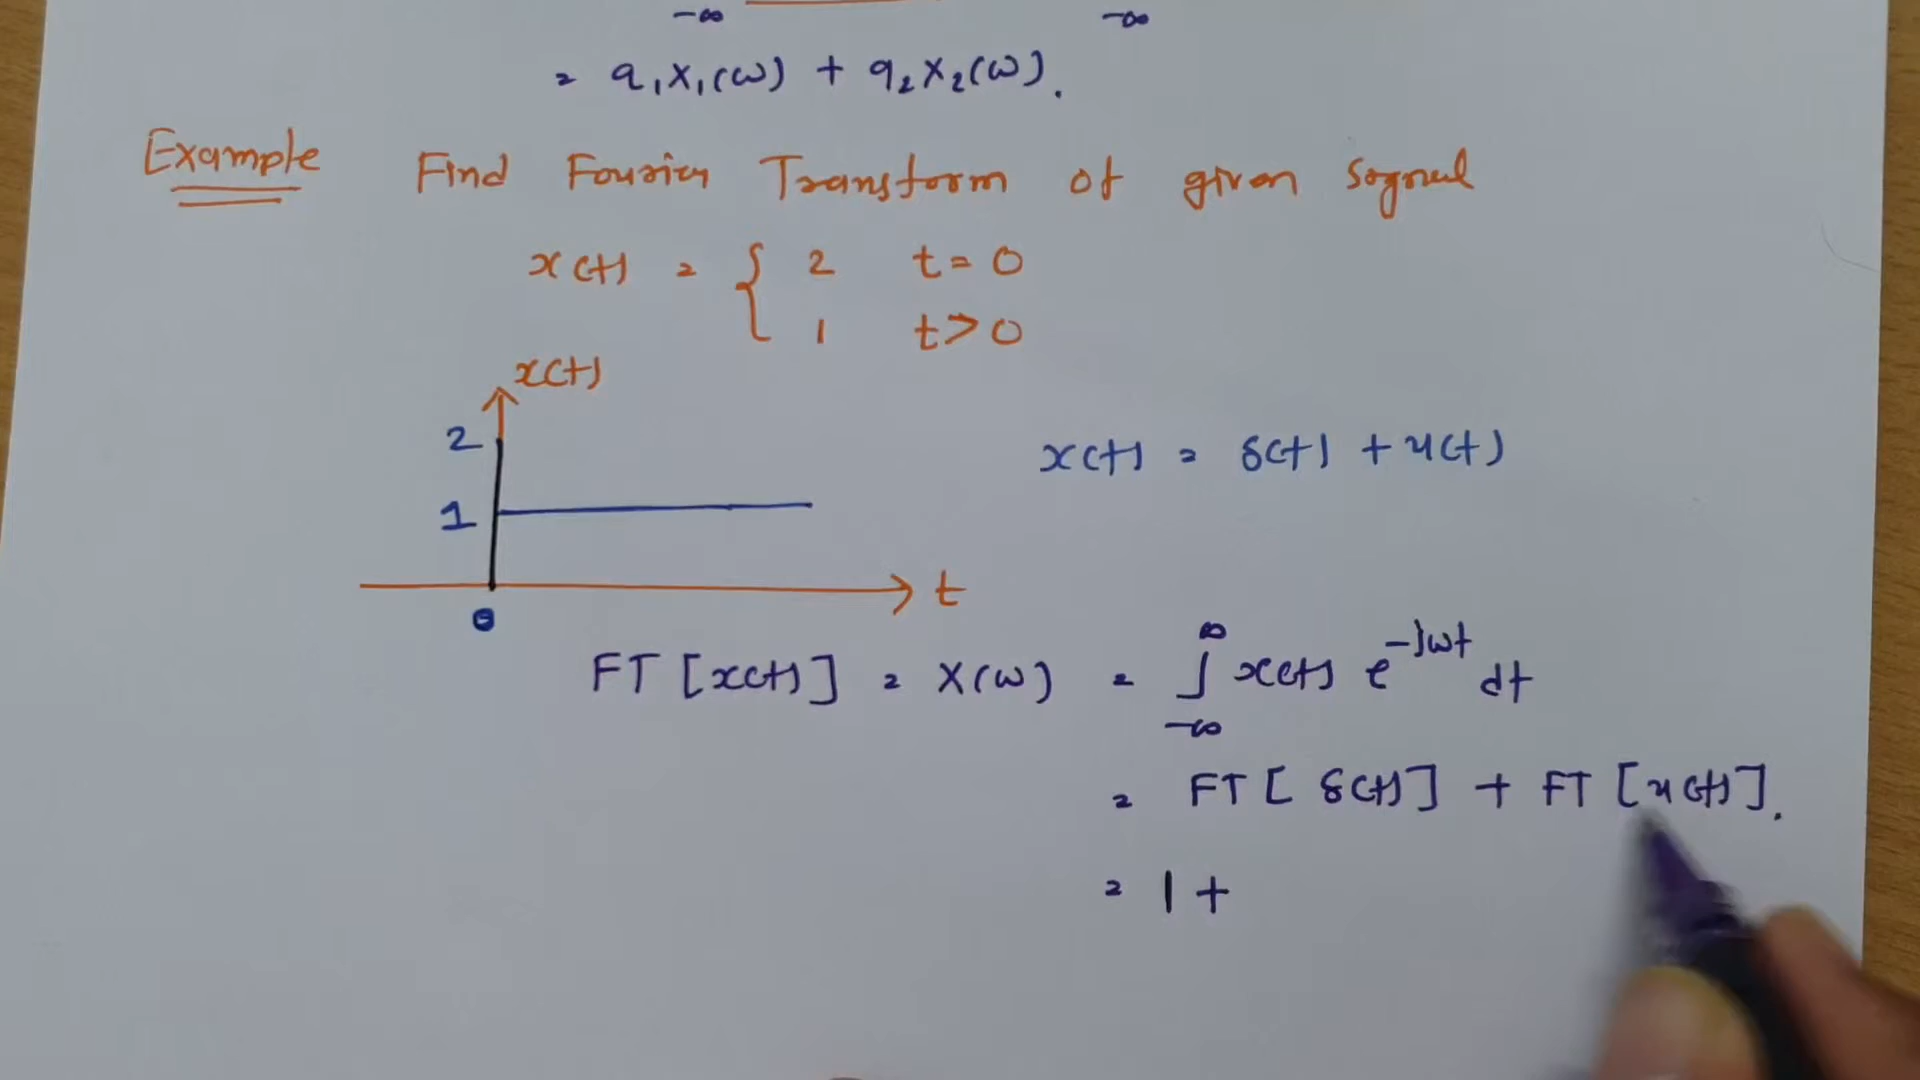 -∞ -∞
= a₁X₁(ω) + a₂X₂(ω).
Example Find Fourier Transform of given Signal
x(t) = { 2 t = 0
1 t > 0
x(t)
2
x(t) = δ(t) + u(t)
1
t
0
FT [x(t)] = X(ω) = ∫ x(t) e^-jωt dt
∞
-∞
= FT [ δ(t) ] + FT [u(t)].
= 1 +